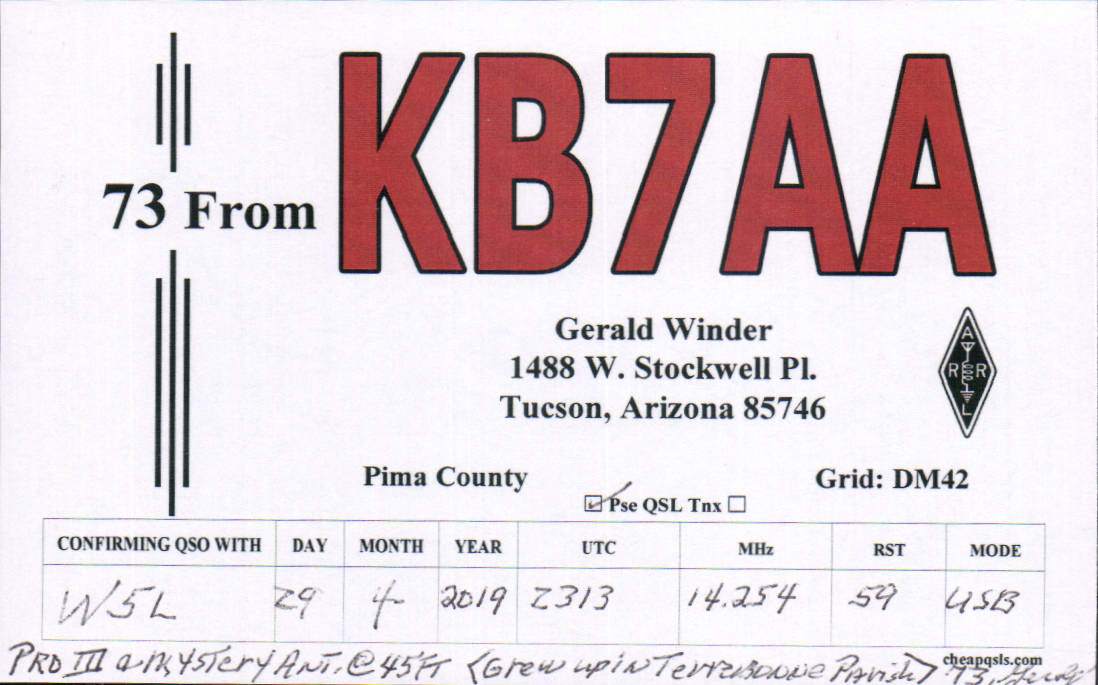 KB7AA
73 From
Gerald Winder
1488 W. Stockwell Pl.
Tucson, Arizona 85746
A R R L
Pima County Grid: DM42
☑ Pse QSL Tnx ☐
CONFIRMING QSO WITH DAY MONTH YEAR UTC MHz RST MODE
W5L 29 4 2019 2313 14.254 59 USB
cheapqsls.com
PRO III a MYSTery ANT. @ 45'FT (Grew up in Terrebonne Parish) 73,